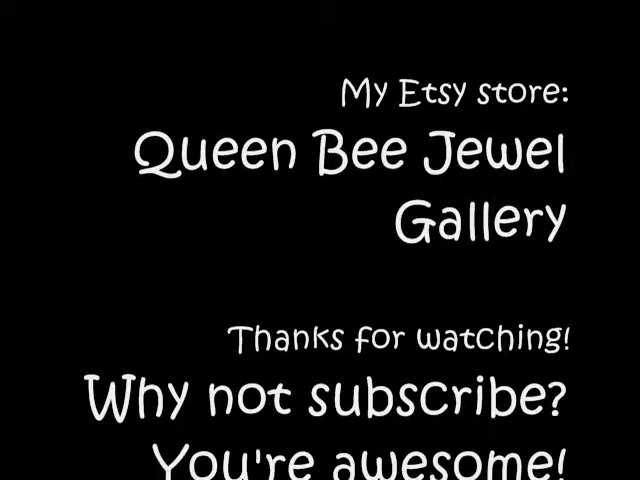 My Etsy store:
Queen Bee Jewel
Gallery
Thanks for watching!
Why not subscribe?
You're awesome!